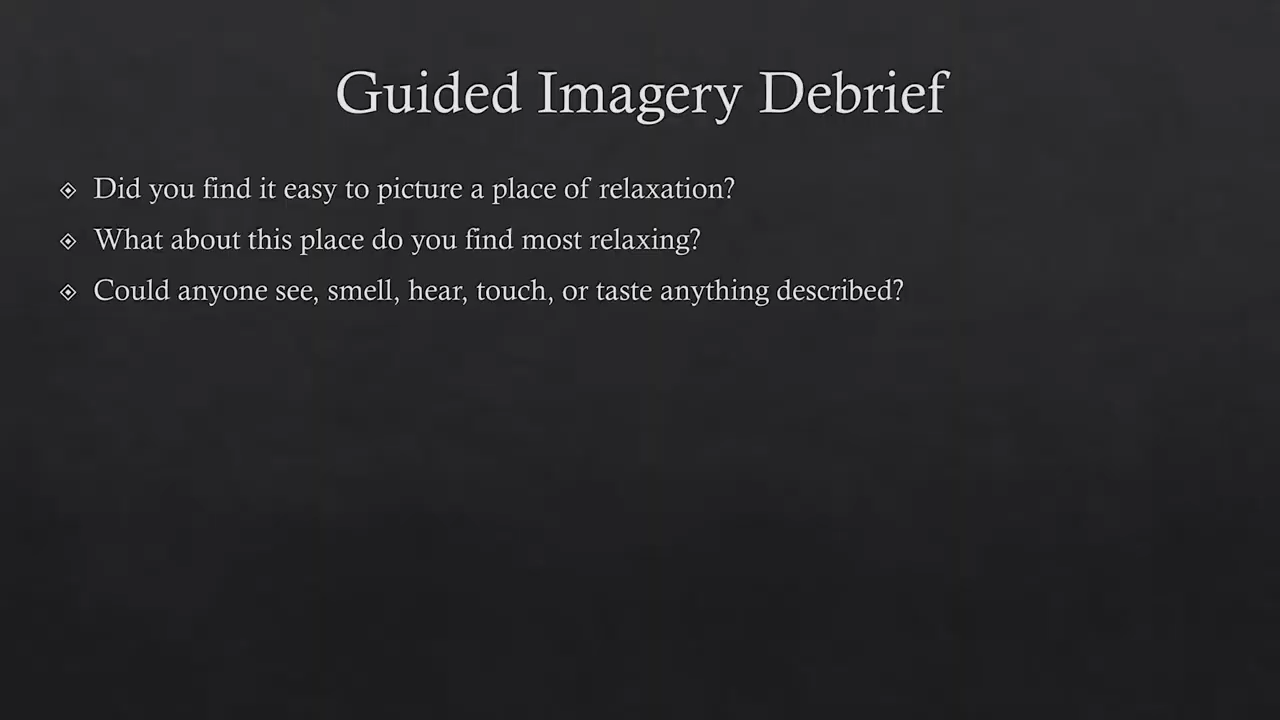 Guided Imagery Debrief
Did you find it easy to picture a place of relaxation?
What about this place do you find most relaxing?
Could anyone see, smell, hear, touch, or taste anything described?